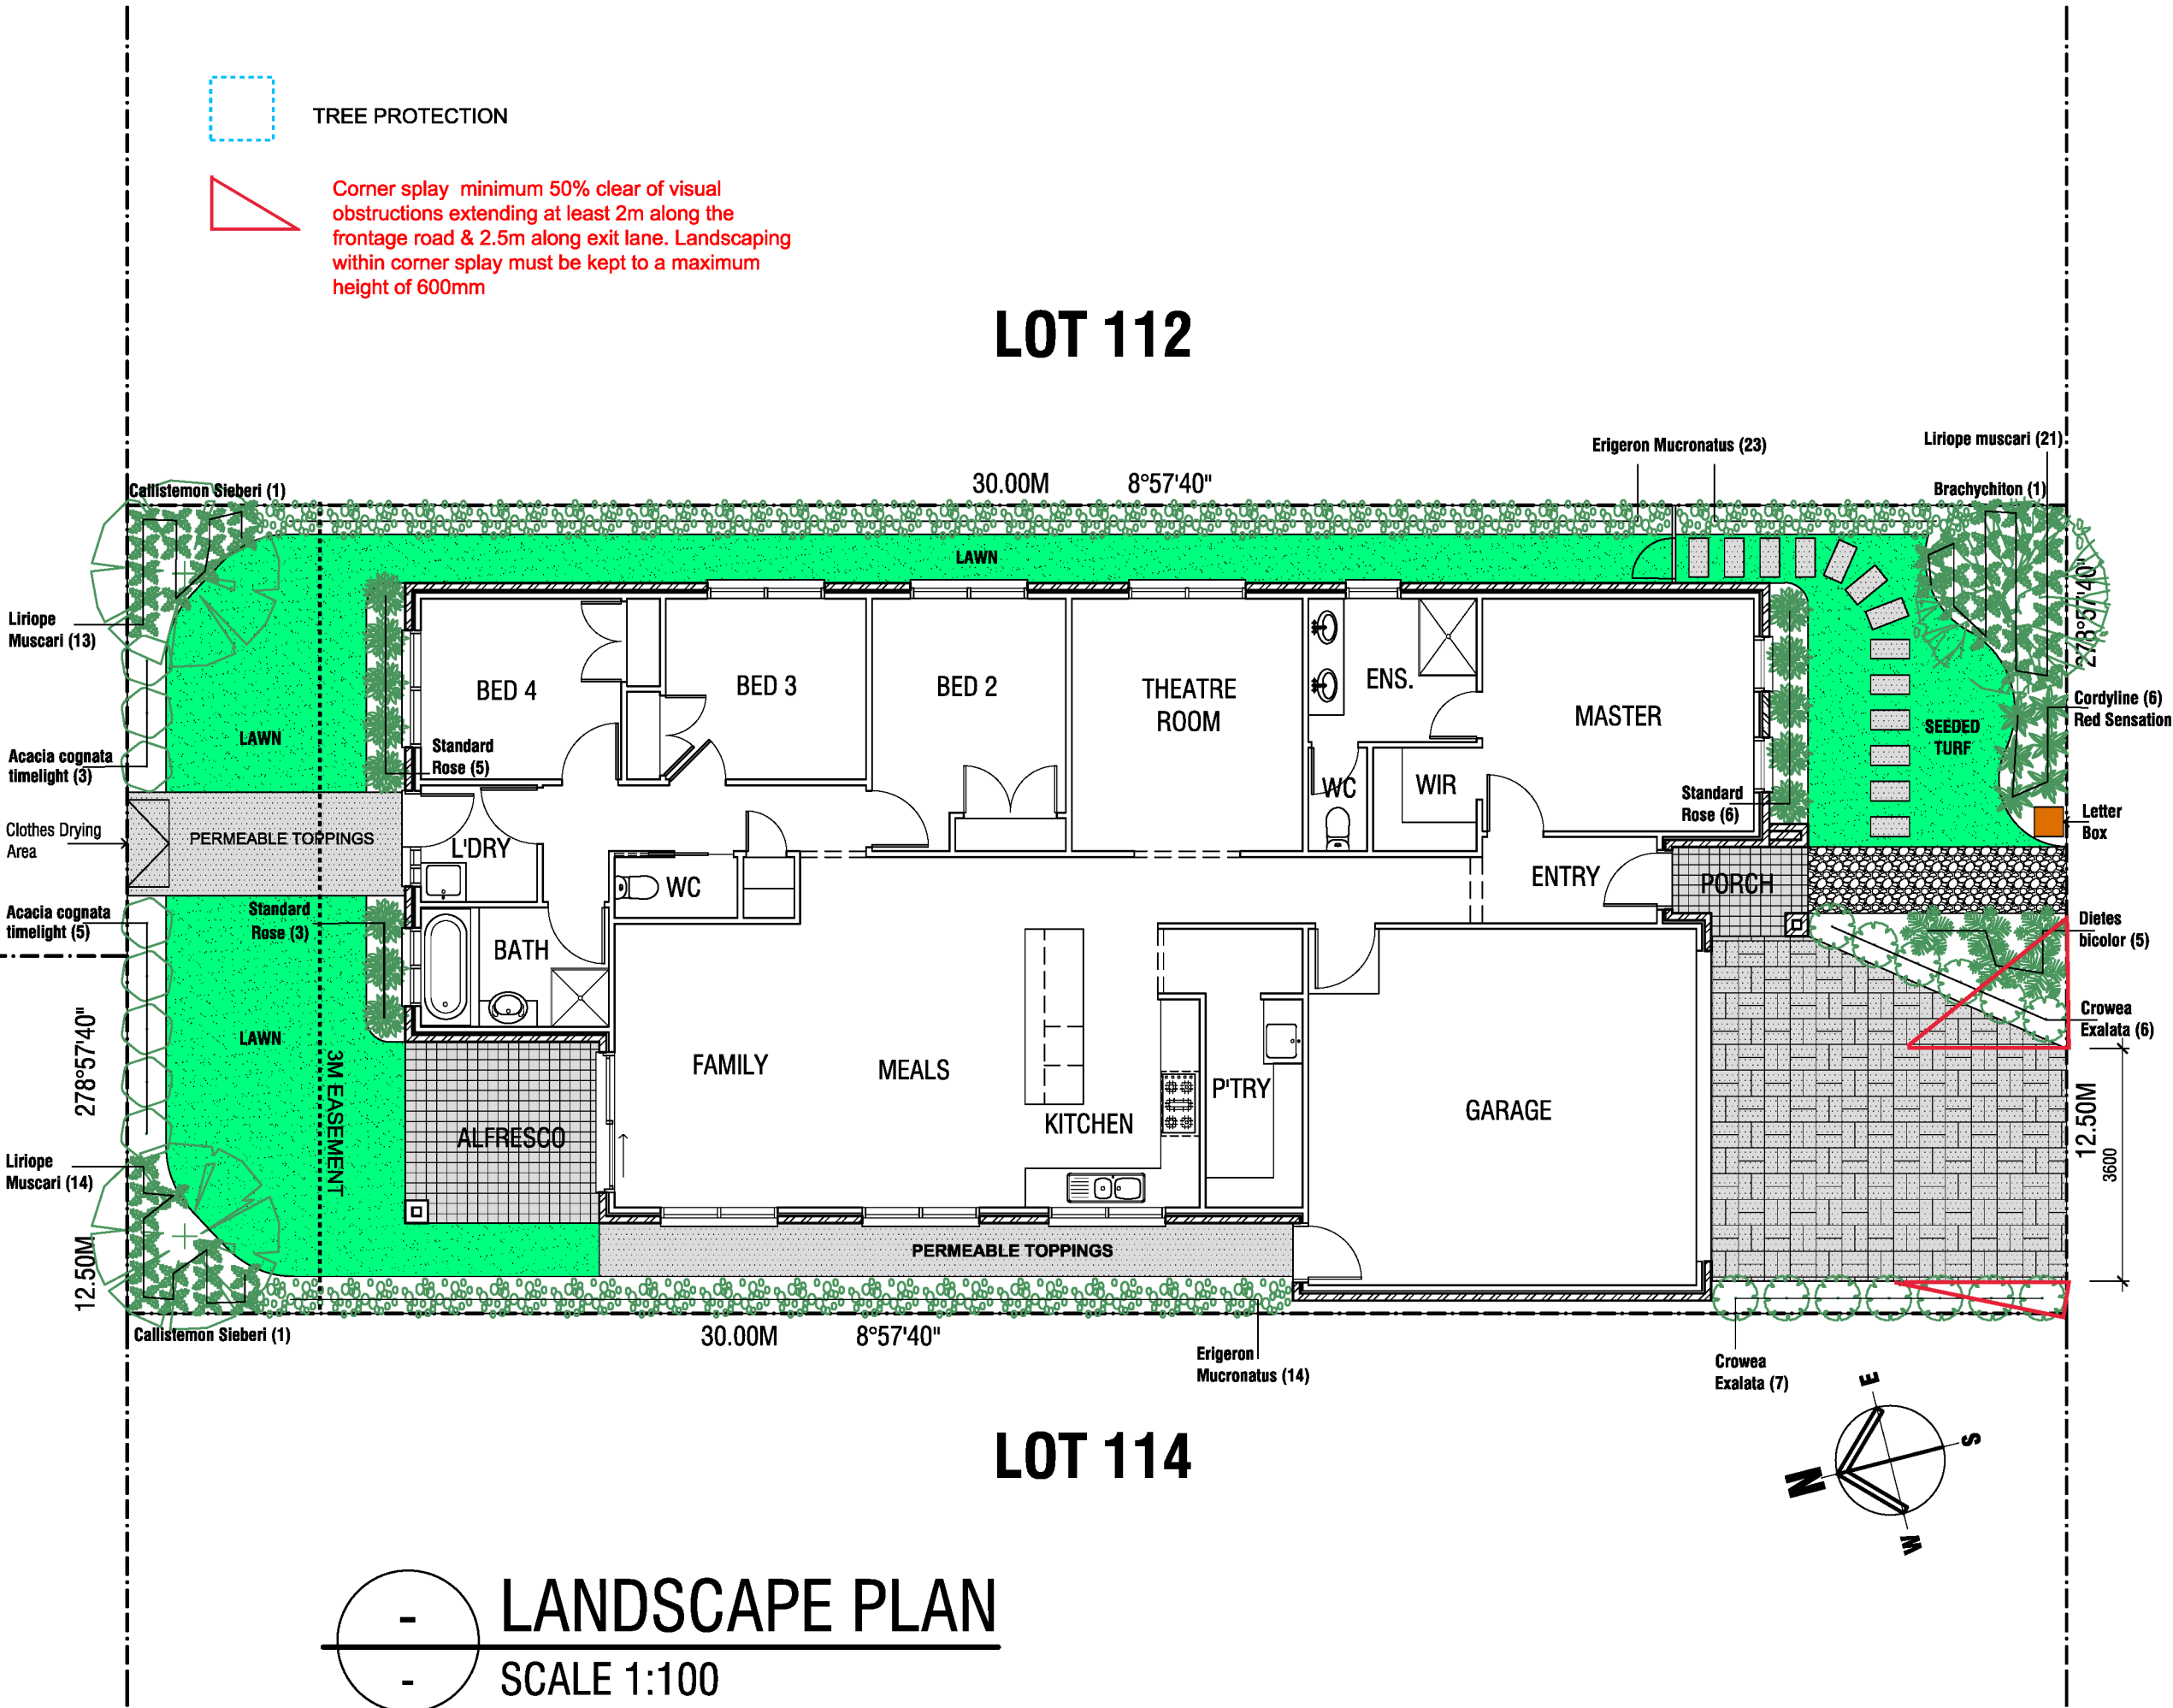 TREE PROTECTION
Corner splay minimum 50% clear of visual
obstructions extending at least 2m along the
frontage road & 2.5m along exit lane. Landscaping
within corner splay must be kept to a maximum
height of 600mm
LOT 112
Erigeron Mucronatus (23)
Liriope muscari (21)
Callistemon Sieberi (1)
30.00M
8°57'40"
Brachychiton (1)
LAWN
278°57'40"
Liriope
Muscari (13)
BED 4
BED 3
BED 2
THEATRE
ROOM
ENS.
MASTER
Cordyline (6)
Red Sensation
SEEDED
TURF
LAWN
Standard
Rose (5)
Acacia cognata
timelight (3)
WC
WIR
Standard
Rose (6)
Letter
Box
Clothes Drying
Area
PERMEABLE TOPPINGS
L'DRY
WC
ENTRY
PORCH
Acacia cognata
timelight (5)
Standard
Rose (3)
BATH
Dietes
bicolor (5)
278°57'40"
LAWN
3M EASEMENT
FAMILY
MEALS
P'TRY
KITCHEN
GARAGE
Crowea
Exalata (6)
12.50M
3600
ALFRESCO
Liriope
Muscari (14)
12.50M
PERMEABLE TOPPINGS
Callistemon Sieberi (1)
30.00M
8°57'40"
Erigeron
Mucronatus (14)
Crowea
Exalata (7)
E
S
N
W
LOT 114
-
LANDSCAPE PLAN
-
SCALE 1:100